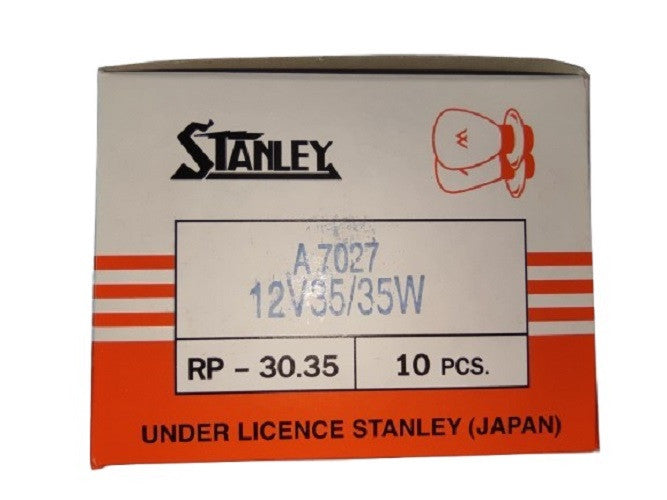 STANLEY
A 7027
12V35/35W
RP – 30.35
10 PCS.
UNDER LICENCE STANLEY (JAPAN)